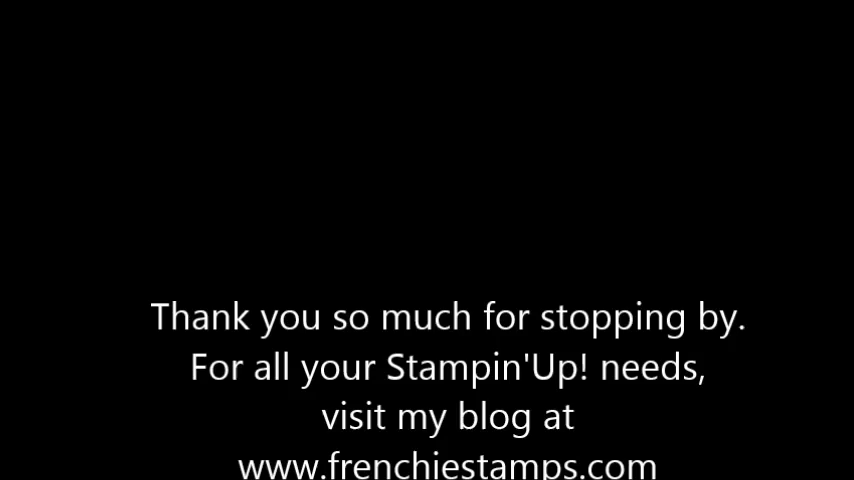 Thank you so much for stopping by.
For all your Stampin'Up! needs,
visit my blog at
www.frenchiestamps.com